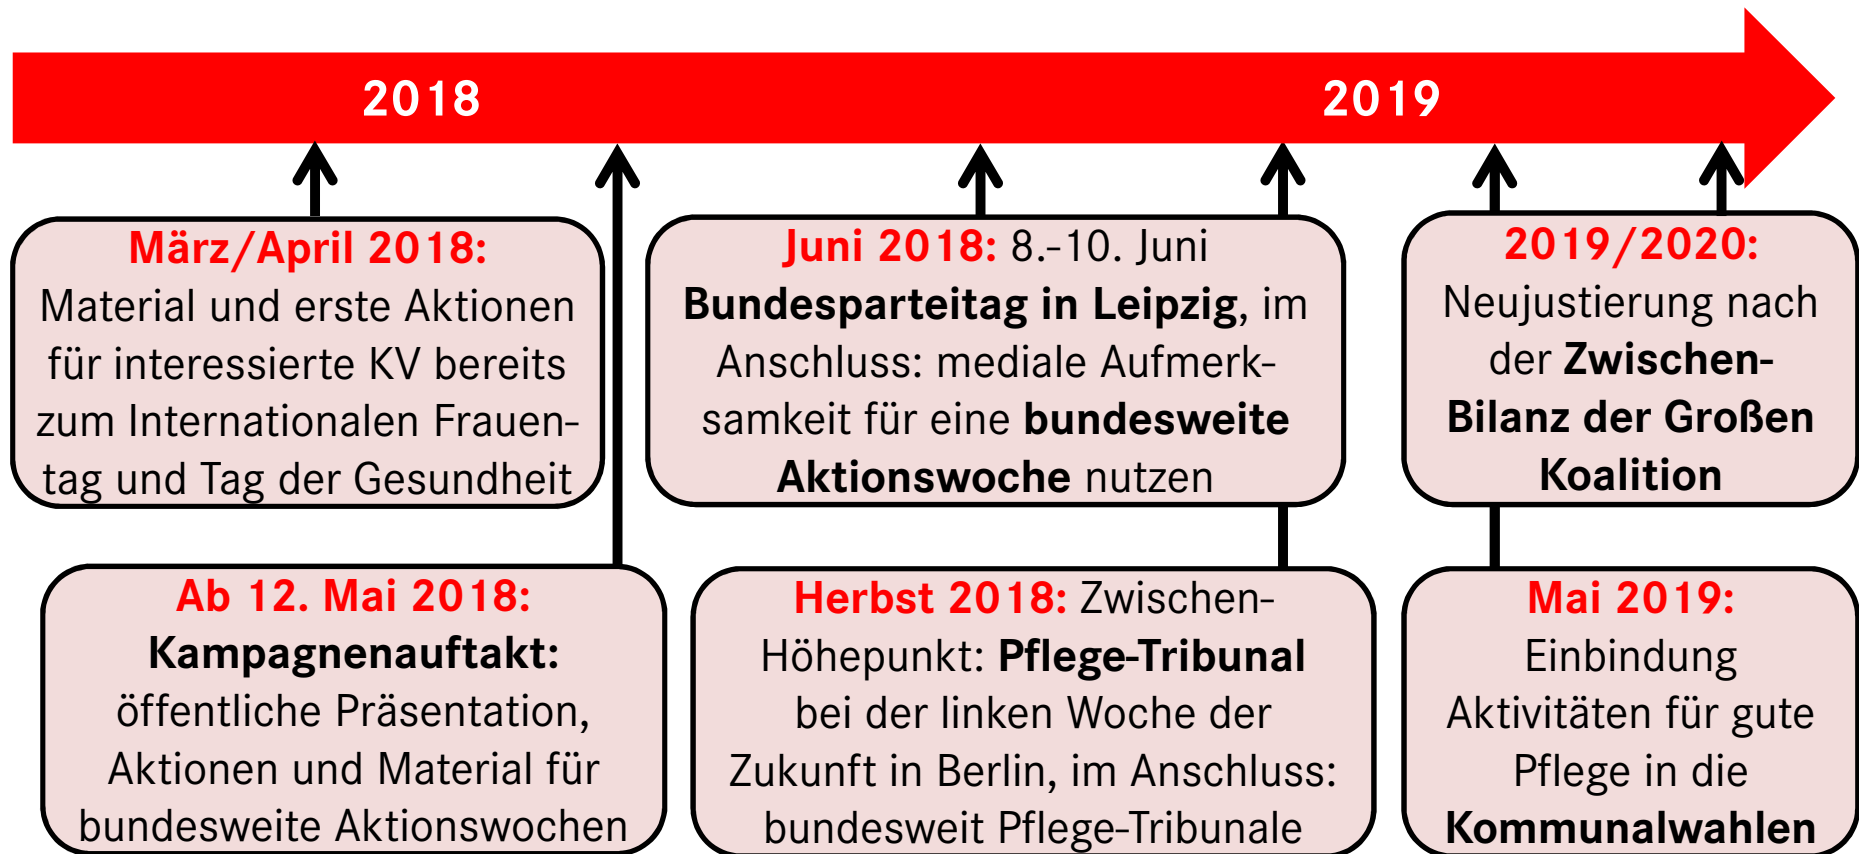 2018
2019
März/April 2018:
Material und erste Aktionen
für interessierte KV bereits
zum Internationalen Frauen-
tag und Tag der Gesundheit
Juni 2018: 8.-10. Juni
Bundesparteitag in Leipzig, im
Anschluss: mediale Aufmerk-
samkeit für eine bundesweite
Aktionswoche nutzen
2019/2020:
Neujustierung nach
der Zwischen-
Bilanz der Großen
Koalition
Ab 12. Mai 2018:
Kampagnenauftakt:
öffentliche Präsentation,
Aktionen und Material für
bundesweite Aktionswochen
Herbst 2018: Zwischen-
Höhepunkt: Pflege-Tribunal
bei der linken Woche der
Zukunft in Berlin, im Anschluss:
bundesweit Pflege-Tribunale
Mai 2019:
Einbindung
Aktivitäten für gute
Pflege in die
Kommunalwahlen